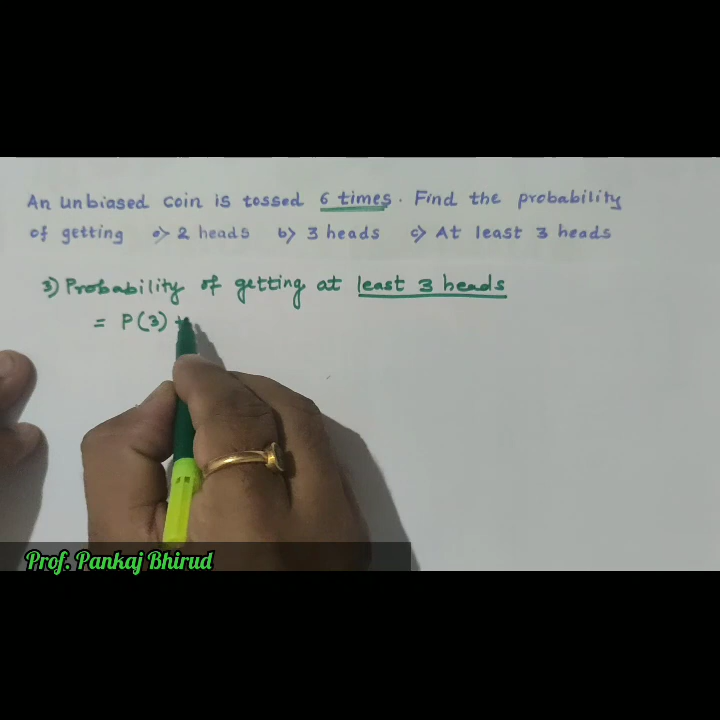 An unbiased coin is tossed 6 times. Find the probability
of getting a> 2 heads b> 3 heads c> At least 3 heads
3) Probability of getting at least 3 heads
= P(3) +
Prof. Pankaj Bhirud